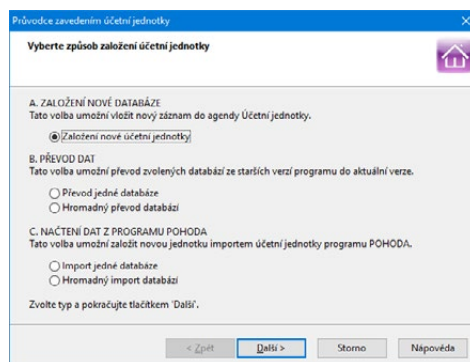 Průvodce zavedením účetní jednotky
Vyberte způsob založení účetní jednotky
A. ZALOŽENÍ NOVÉ DATABÁZE
Tato volba umožní vložit nový záznam do agendy Účetní jednotky.
Založení nové účetní jednotky
B. PŘEVOD DAT
Tato volba umožní převod zvolených databází ze starších verzí programu do aktuální verze.
Převod jedné databáze
Hromadný převod databází
C. NAČTENÍ DAT Z PROGRAMU POHODA
Tato volba umožní založit novou jednotku importem účetní jednotky programu POHODA.
Import jedné databáze
Hromadný import databází
Zvolte typ a pokračujte tlačítkem 'Další'.
< Zpět Další > Storno Nápověda